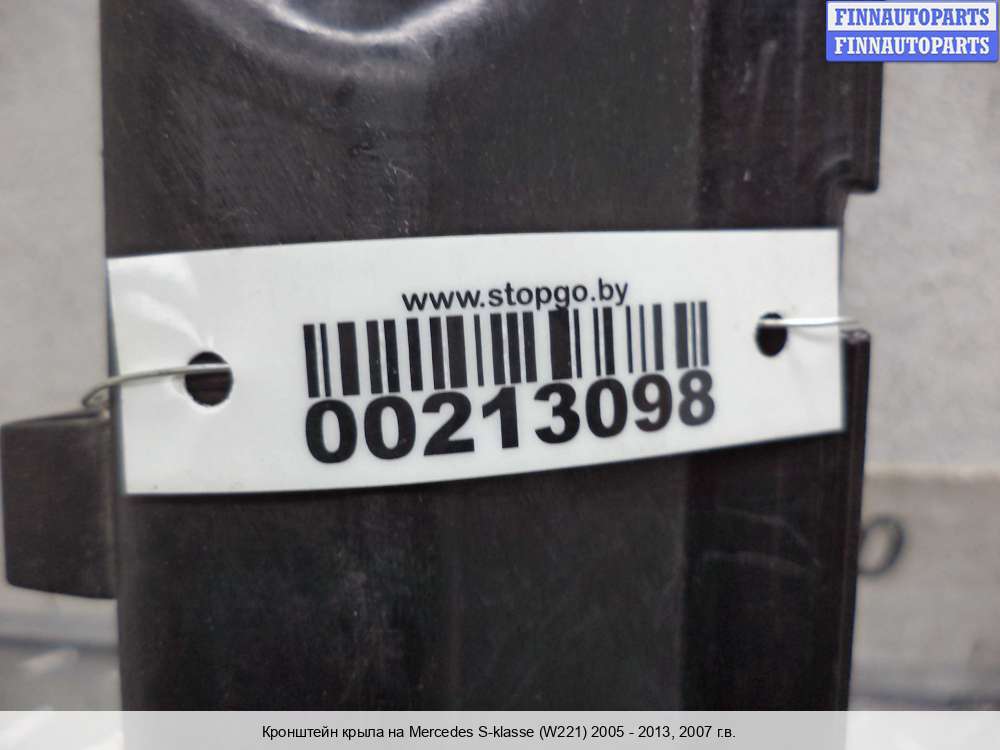 FINNAUTOPARTS
FINNAUTOPARTS
www.stopgo.by
00213098
Кронштейн крыла на Mercedes S-klasse (W221) 2005 - 2013, 2007 г.в.